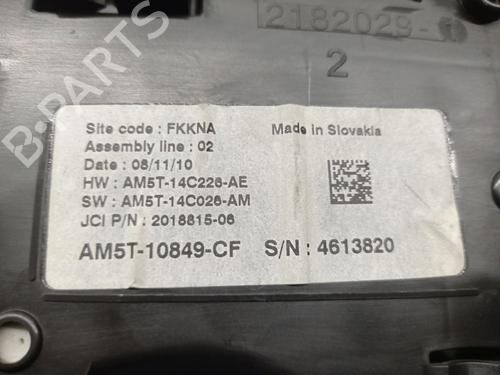 2182029-
2
Site code : FKKNA
Made in Slovakia
Assembly line : 02
Date : 08/11/10
HW : AM5T-14C226-AE
SW : AM5T-14C026-AM
JCI P/N : 2018815-06
AM5T-10849-CF S/N : 4613820
B-PARTS